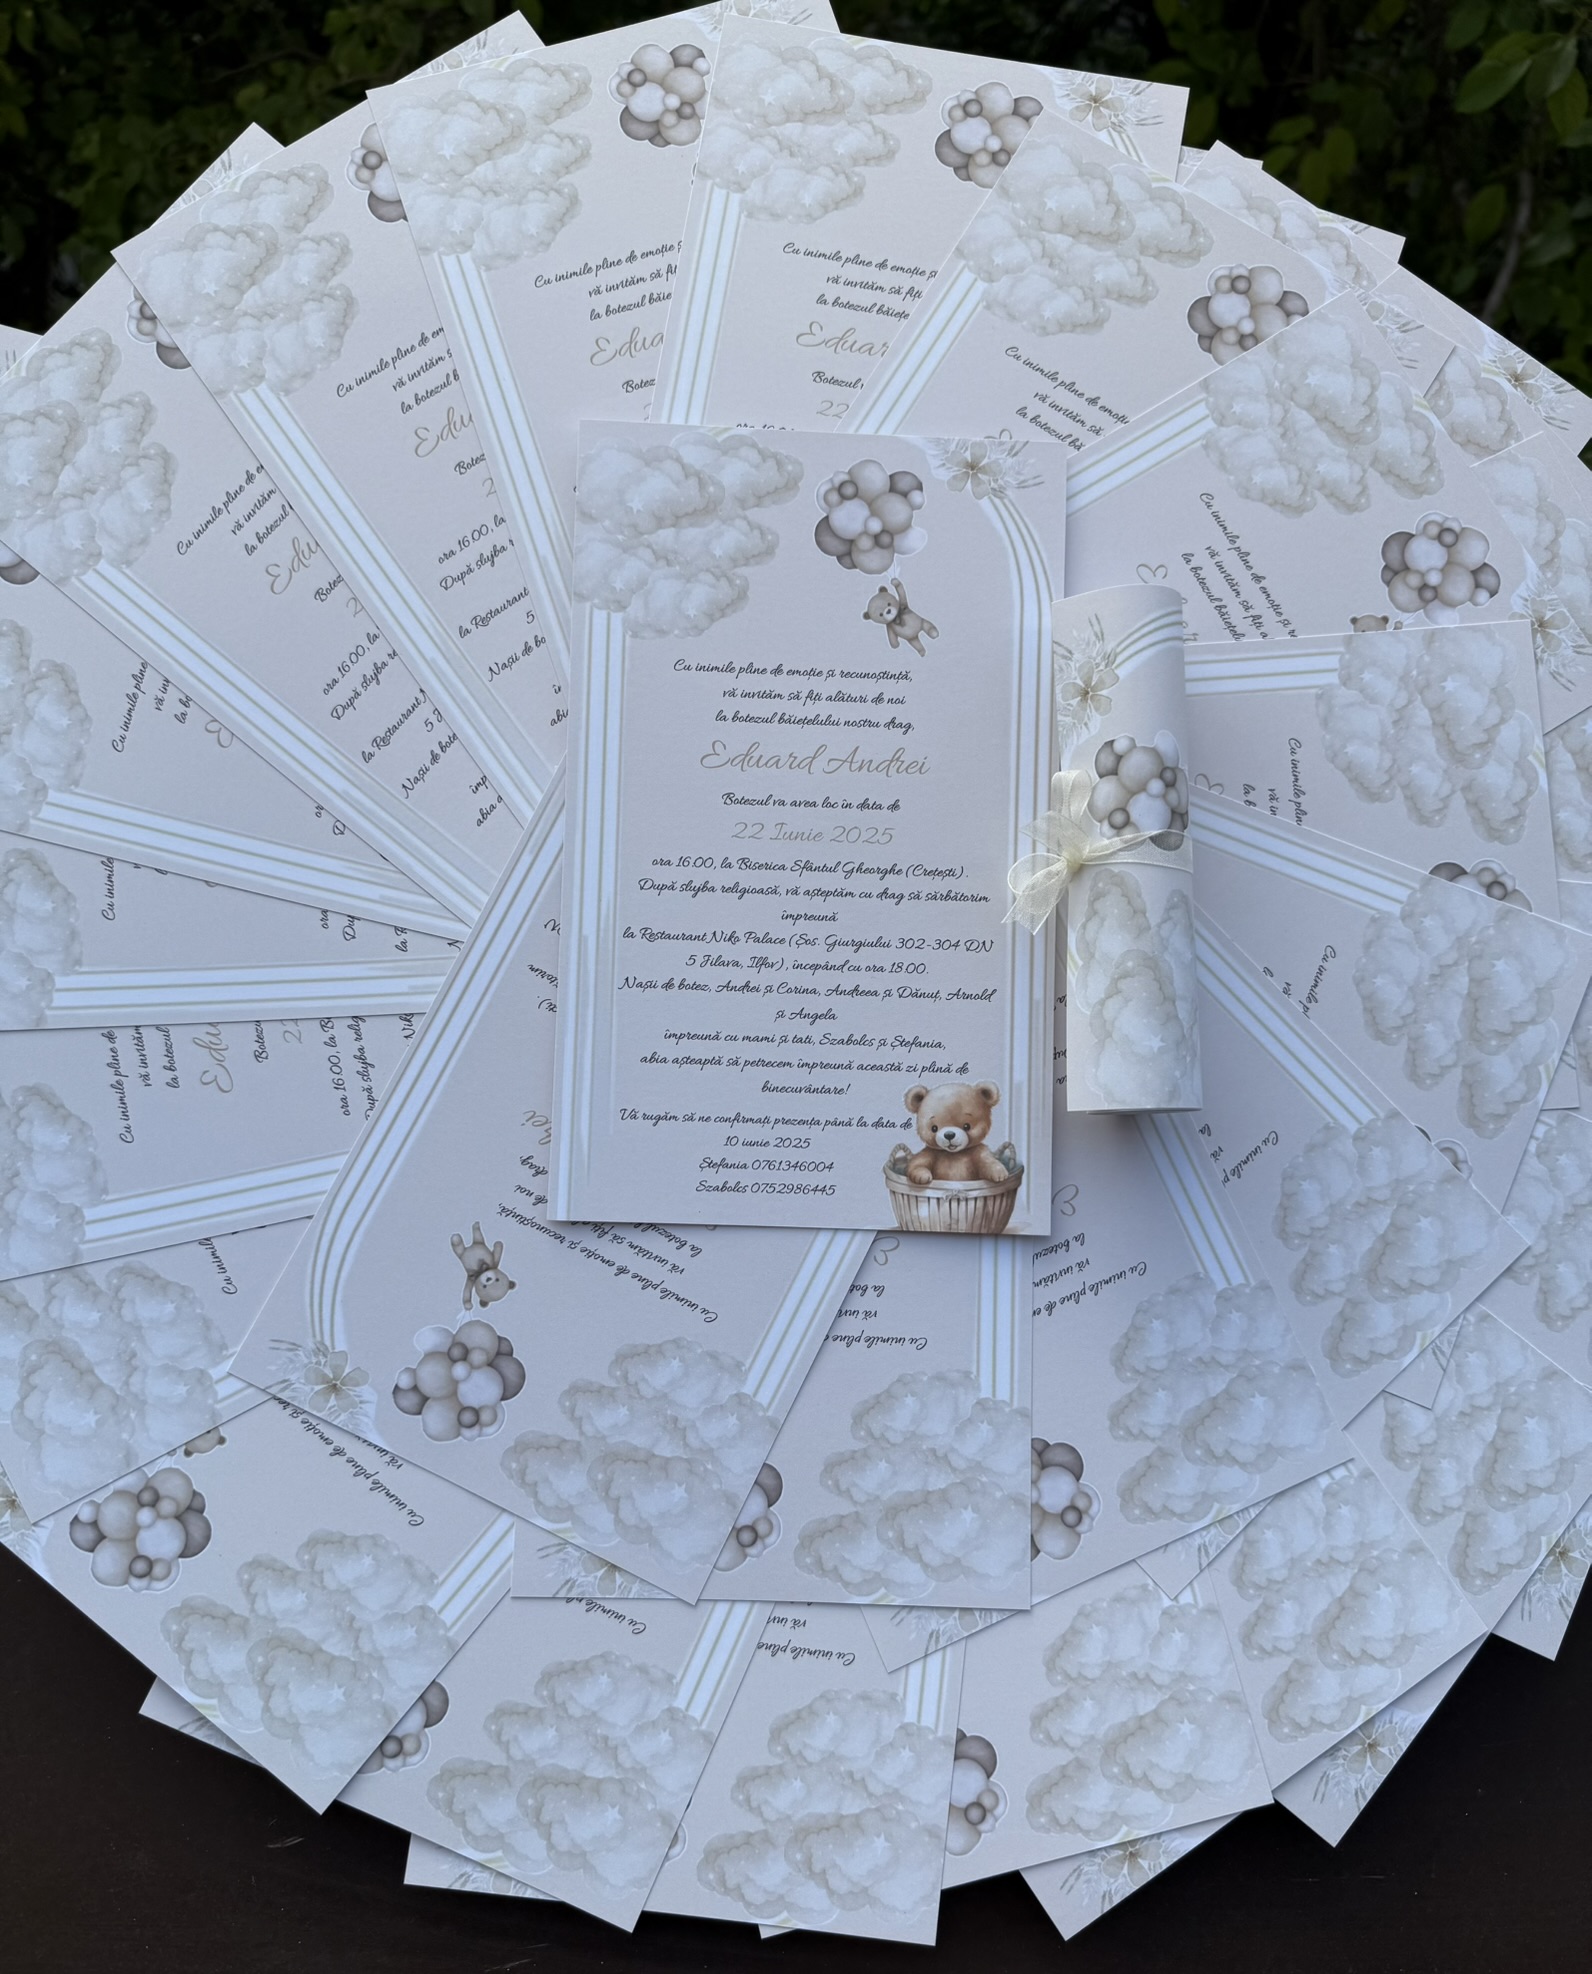 Cu inimile pline de emoție și recunoștință,
vă invităm să fiți alături de noi
la botezul băiețelului nostru drag,
Eduard Andrei
Botezul va avea loc în data de
22 Iunie 2025
ora 16.00, la Biserica Sfântul Gheorghe (Crețești).
După slujba religioasă, vă așteptăm cu drag să sărbătorim
împreună
la Restaurant Niko Palace (Șos. Giurgiului 302-304 DN
5 Jilava, Ilfov), începând cu ora 18.00.
Nașii de botez, Andrei și Corina, Andreea și Dănuț, Arnold
și Angela
împreună cu mami și tati, Szabolcs și Ștefania,
abia așteaptă să petrecem împreună această zi plină de
binecuvântare!
Vă rugăm să ne confirmați prezența până la data de
10 iunie 2025
Ștefania 0761346004
Szabolcs 0752986445